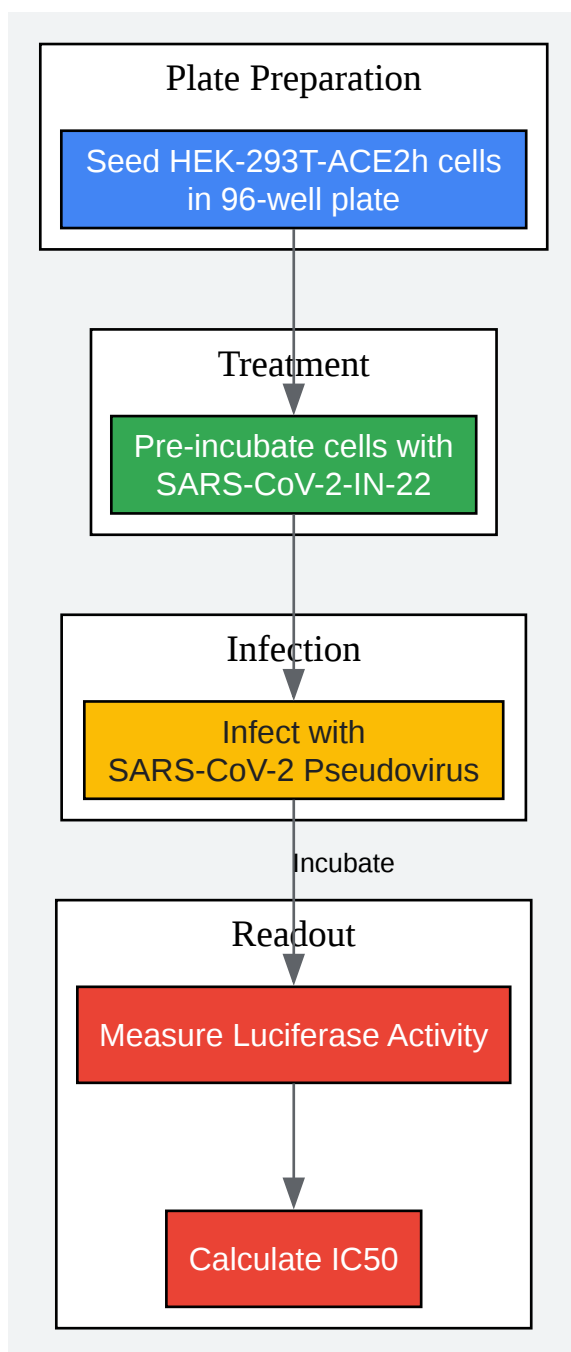 Plate Preparation
Seed HEK-293T-ACE2h cells
in 96-well plate
Treatment
Pre-incubate cells with
SARS-CoV-2-IN-22
Infection
Infect with
SARS-CoV-2 Pseudovirus
Incubate
Readout
Measure Luciferase Activity
Calculate IC50